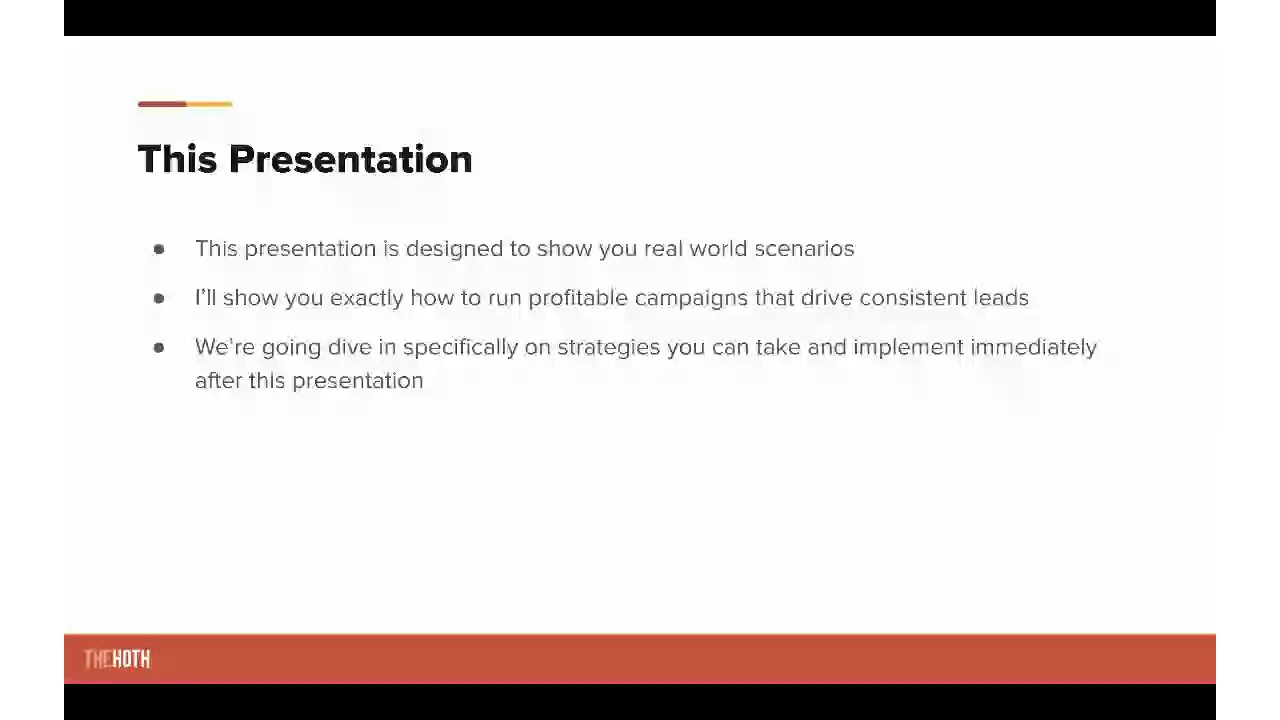 This Presentation
● This presentation is designed to show you real world scenarios
● I'll show you exactly how to run profitable campaigns that drive consistent leads
● We're going dive in specifically on strategies you can take and implement immediately
after this presentation
THEHOTH